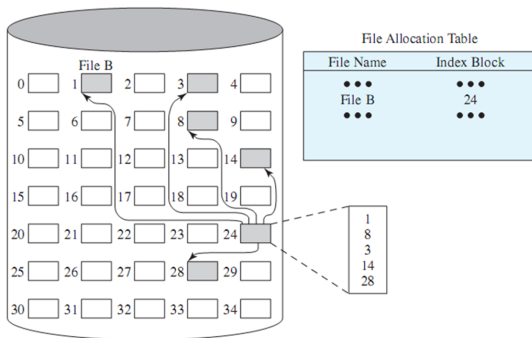 File Allocation Table
File Name Index Block
••• •••
File B 24
••• •••
File B
0 1 2 3 4
5 6 7 8 9
10 11 12 13 14
15 16 17 18 19
20 21 22 23 24
25 26 27 28 29
30 31 32 33 34
1
8
3
14
28